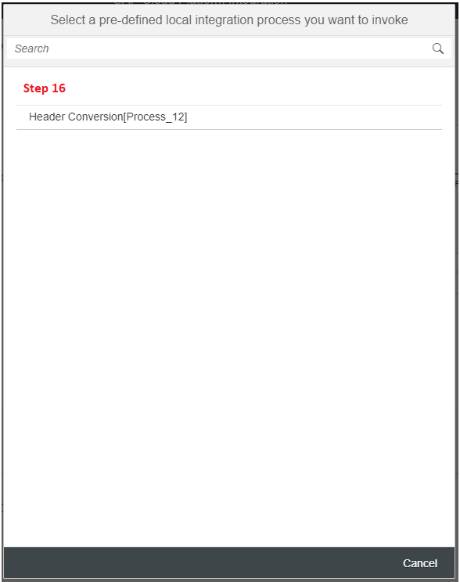 Select a pre-defined local integration process you want to invoke
Search
Step 16
Header Conversion[Process_12]
Cancel